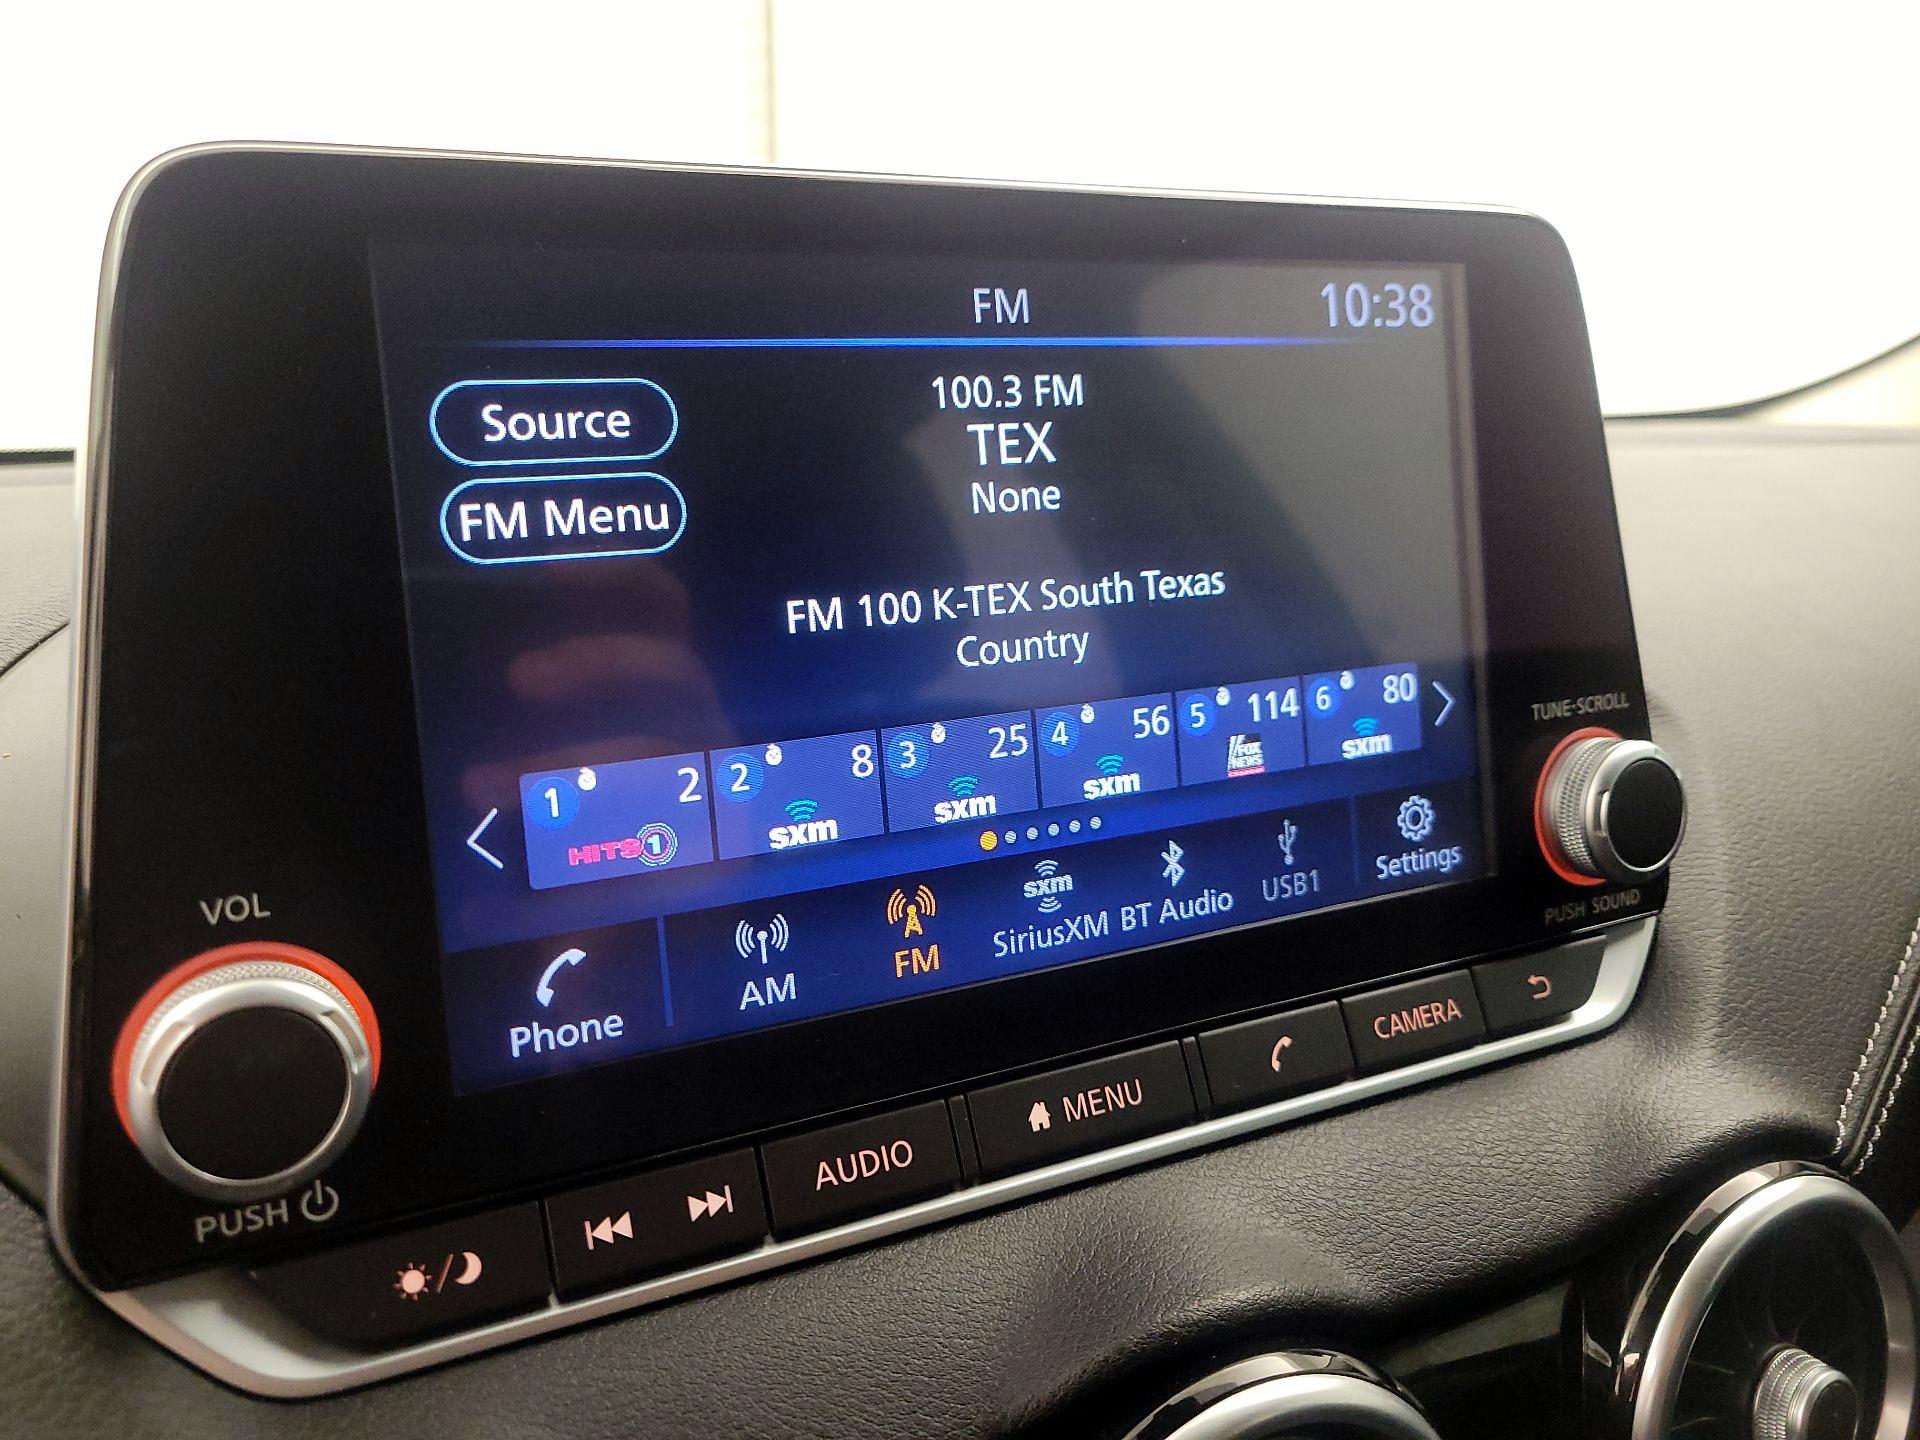 FM
10:38
Source
100.3 FM
TEX
FM Menu
None
FM 100 K-TEX South Texas
Country
1 2
HITS 1
2 8
sxm
3 25
sxm
4 56
sxm
5 114
FOX NEWS
6 80
sxm
Phone
AM
FM
sxm
SiriusXM
BT Audio
USB1
Settings
VOL
PUSH
TUNE·SCROLL
PUSH SOUND
AUDIO
MENU
CAMERA